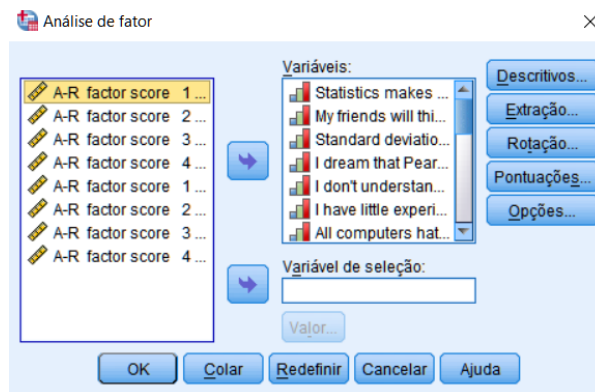 Análise de fator
A-R factor score 1 ...
A-R factor score 2 ...
A-R factor score 3 ...
A-R factor score 4 ...
A-R factor score 1 ...
A-R factor score 2 ...
A-R factor score 3 ...
A-R factor score 4 ...
Variáveis:
Statistics makes ...
My friends will thi...
Standard deviatio...
I dream that Pear...
I don't understan...
I have little experi...
All computers hat...
Variável de seleção:
Valor...
Descritivos...
Extração...
Rotação...
Pontuações...
Opções...
OK
Colar
Redefinir
Cancelar
Ajuda